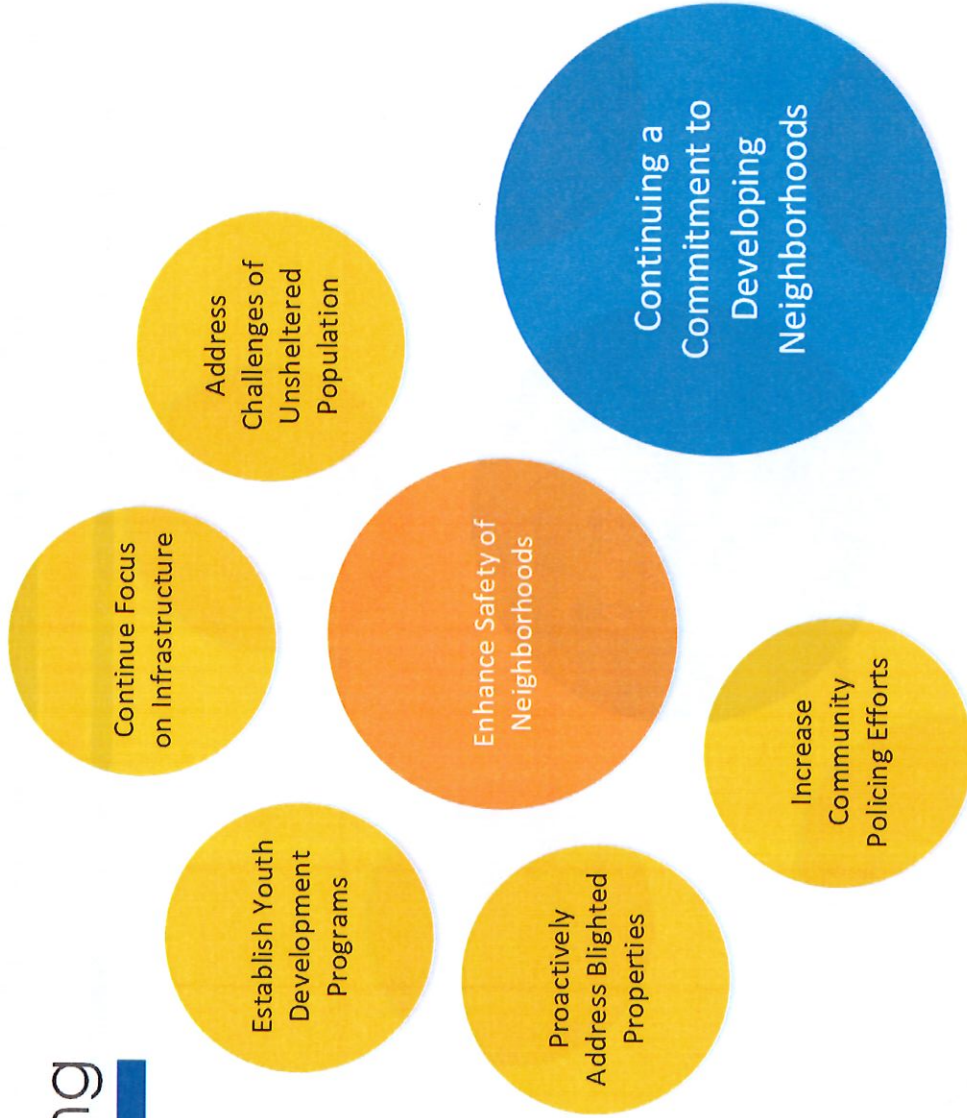 ng
Continue Focus
on Infrastructure
Establish Youth
Development
Programs
Address
Challenges of
Unsheltered
Population
Enhance Safety of
Neighborhoods
Proactively
Address Blighted
Properties
Increase
Community
Policing Efforts
Continuing a
Commitment to
Developing
Neighborhoods